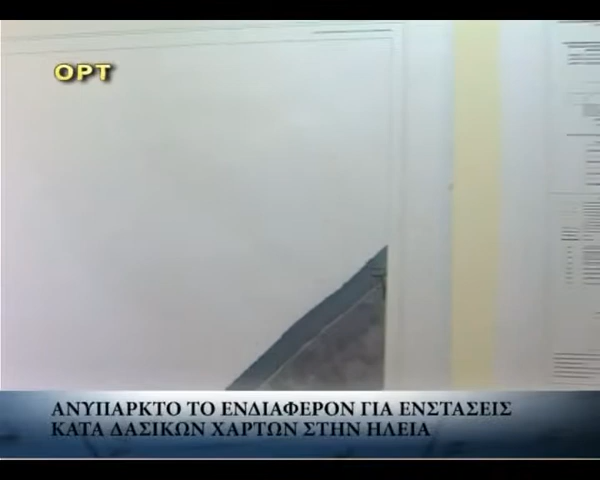 ΟΡΤ
ΑΝΥΠΑΡΚΤΟ ΤΟ ΕΝΔΙΑΦΕΡΟΝ ΓΙΑ ΕΝΣΤΑΣΕΙΣ
ΚΑΤΑ ΔΑΣΙΚΩΝ ΧΑΡΤΩΝ ΣΤΗΝ ΗΛΕΙΑ